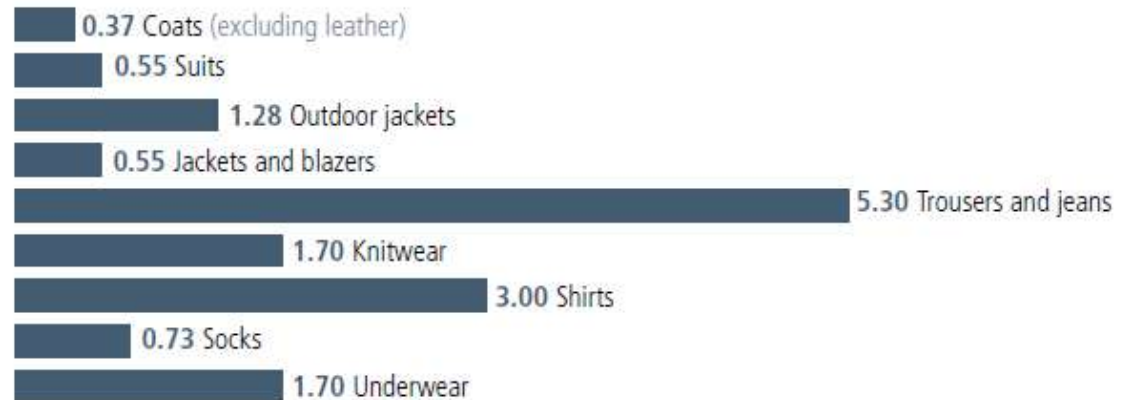 0.37 Coats (excluding leather)
0.55 Suits
1.28 Outdoor jackets
0.55 Jackets and blazers
5.30 Trousers and jeans
1.70 Knitwear
3.00 Shirts
0.73 Socks
1.70 Underwear